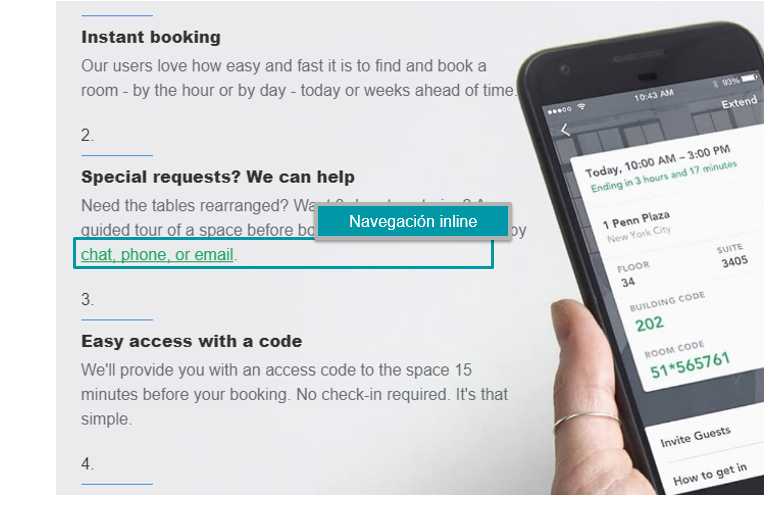 Instant booking
Our users love how easy and fast it is to find and book a
room - by the hour or by day - today or weeks ahead of time.
2.
Special requests? We can help
Need the tables rearranged?
guided tour of a space before
by
Navegación inline
chat, phone, or email.
3.
Easy access with a code
We'll provide you with an access code to the space 15
minutes before your booking. No check-in required. It's that
simple.
4.
10:43 AM
93%
Extend
Today, 10:00 AM – 3:00 PM
Ending in 3 hours and 17 minutes
1 Penn Plaza
New York City
FLOOR
SUITE
34
3405
BUILDING CODE
202
ROOM CODE
51*565761
Invite Guests
How to get in